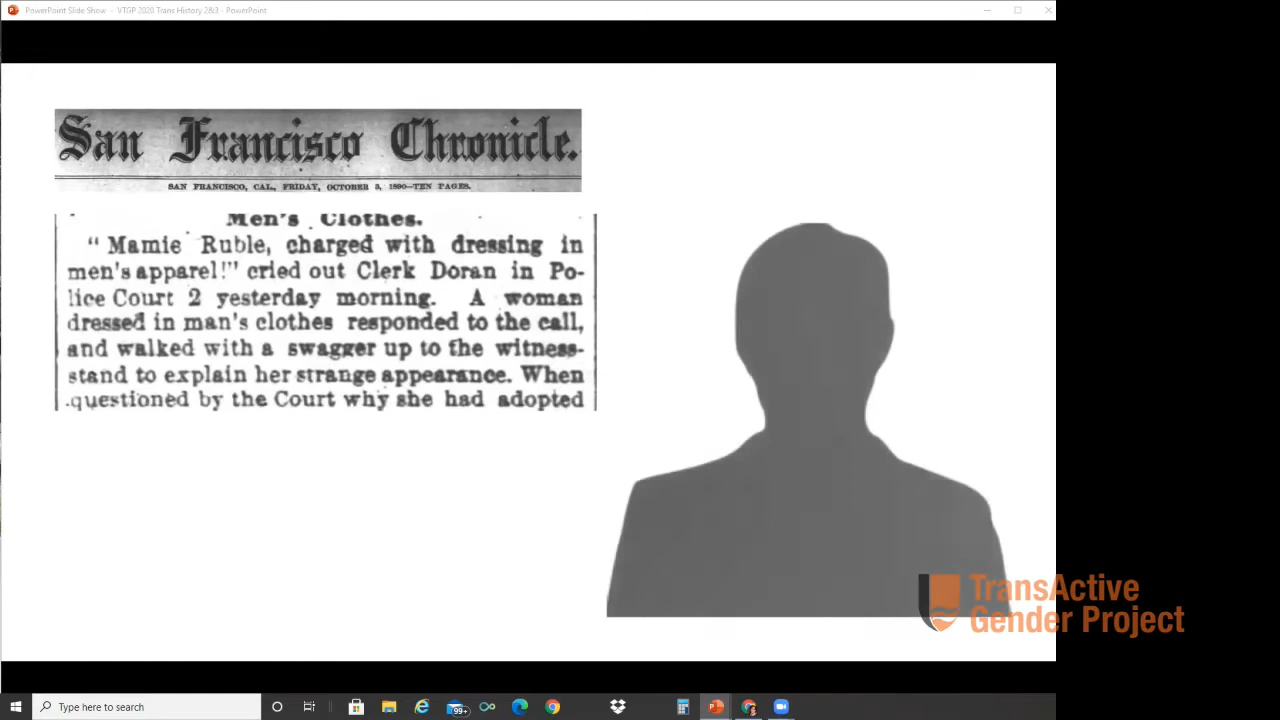 PowerPoint Slide Show - VTGP 2020 Trans History 28i3 - PowerPoint
San Francisco Chronicle.
SAN FRANCISCO, CAL., FRIDAY, OCTOBER 3, 1890—TEN PAGES.
Men's Clothes.
"Mamie Ruble, charged with dressing in
men's apparel!" cried out Clerk Doran in Po-
lice Court 2 yesterday morning. A woman
dressed in man's clothes responded to the call,
and walked with a swagger up to the witness-
stand to explain her strange appearance. When
questioned by the Court why she had adopted
TransActive
Gender Project
Type here to search
99+